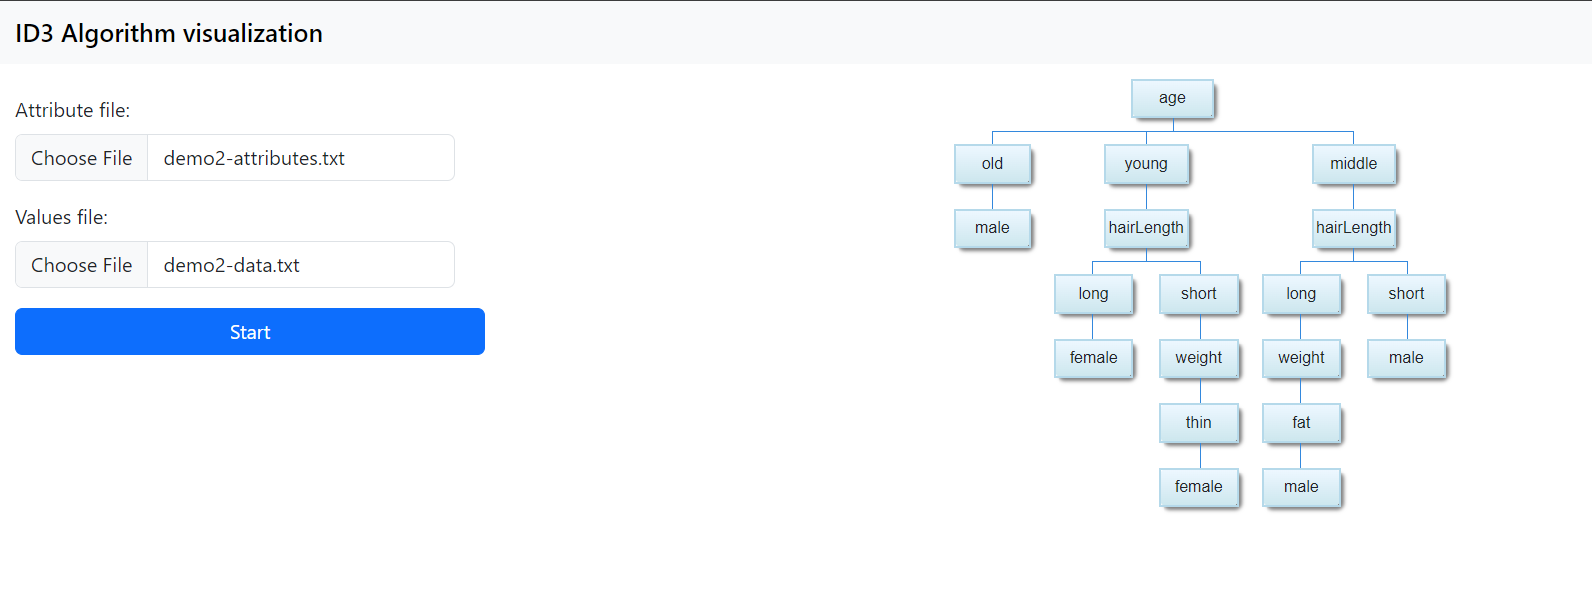 ID3 Algorithm visualization
Attribute file:
Choose File demo2-attributes.txt
Values file:
Choose File demo2-data.txt
Start
age
old young middle
male hairLength hairLength
long short long short
female weight weight male
thin fat
female male